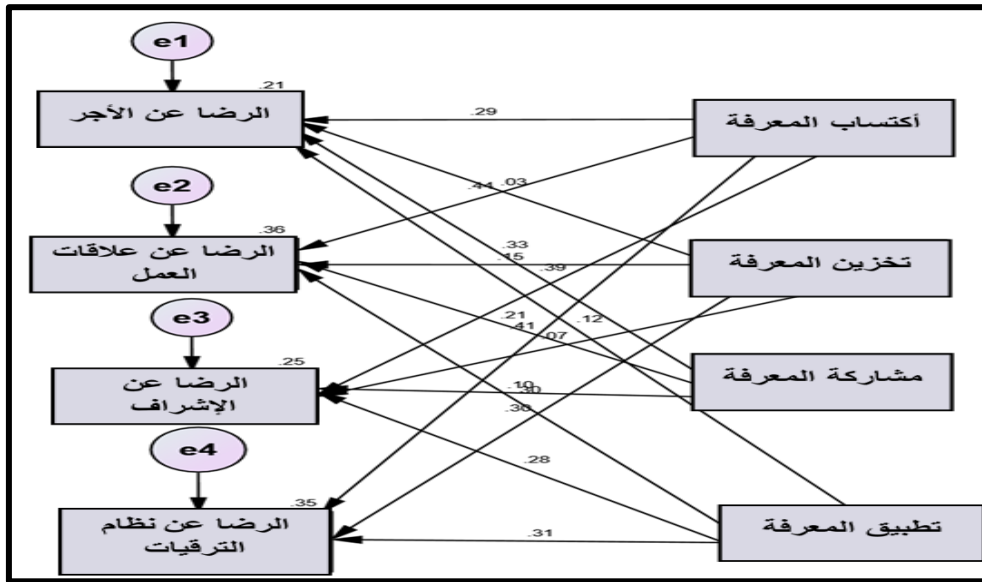 e1
.21
الرضا عن الأجر
أكتساب المعرفة
.29
e2
.44
.03
.36
الرضا عن علاقات
العمل
تخزين المعرفة
.33
.15
.39
e3
.21
.41
.12
.07
.25
الرضا عن
الإشراف
مشاركة المعرفة
.10
.30
.30
e4
.28
.35
الرضا عن نظام
الترقيات
تطبيق المعرفة
.31